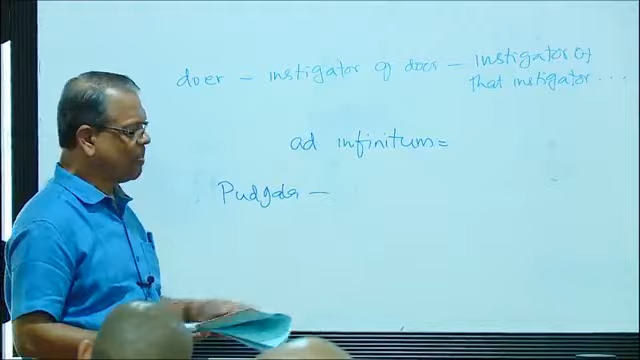 doer – instigator of doer – instigator of
that instigator ...
ad infinitum =
Pudgala –